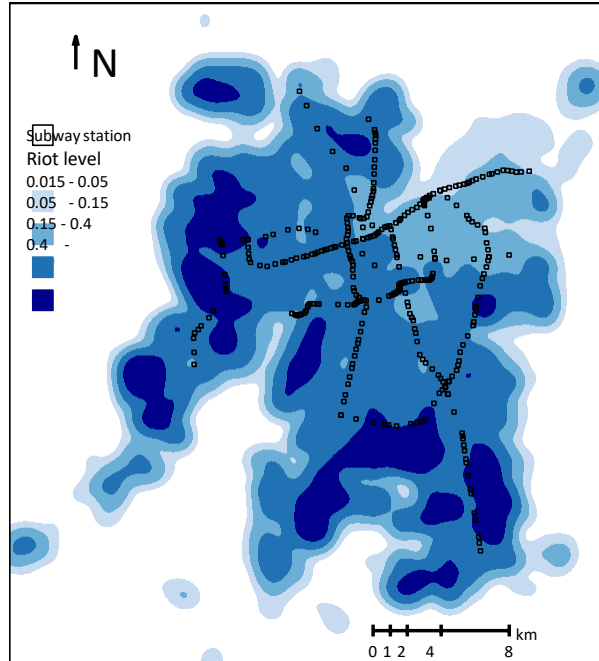 N
Subway station
Riot level
0.015 - 0.05
0.05 - 0.15
0.15 - 0.4
0.4 -
km
0 1 2 4 8